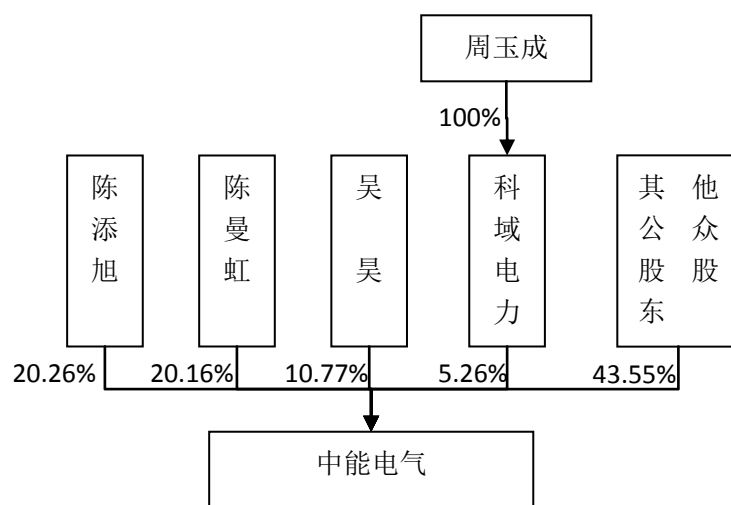 周玉成
100%
陈添旭
陈曼虹
吴昊
科域电力
其他
公众
股股
东
20.26%
20.16%
10.77%
5.26%
43.55%
中能电气